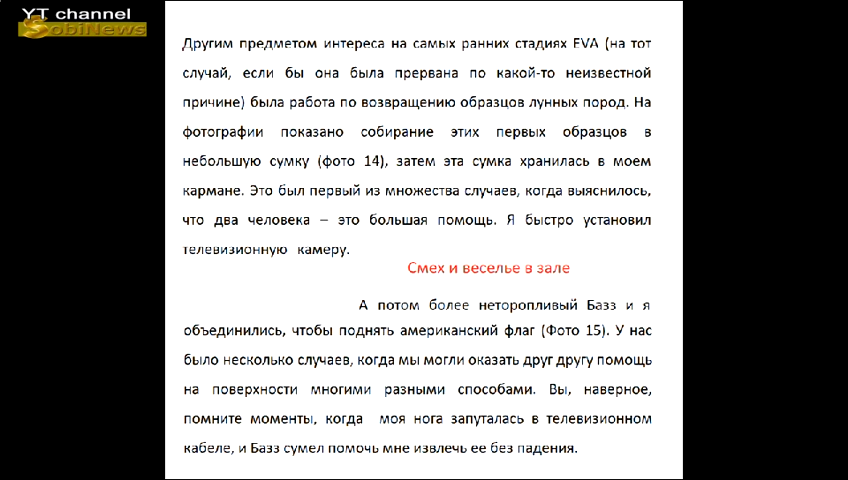 YT channel
SobiNews
Другим предметом интереса на самых ранних стадиях EVA (на тот
случай, если бы она была прервана по какой-то неизвестной
причине) была работа по возвращению образцов лунных пород. На
фотографии показано собирание этих первых образцов в
небольшую сумку (фото 14), затем эта сумка хранилась в моем
кармане. Это был первый из множества случаев, когда выяснилось,
что два человека – это большая помощь. Я быстро установил
телевизионную камеру.
Смех и веселье в зале
А потом более неторопливый Базз и я
объединились, чтобы поднять американский флаг (Фото 15). У нас
было несколько случаев, когда мы могли оказать друг другу помощь
на поверхности многими разными способами. Вы, наверное,
помните моменты, когда моя нога запуталась в телевизионном
кабеле, и Базз сумел помочь мне извлечь ее без падения.